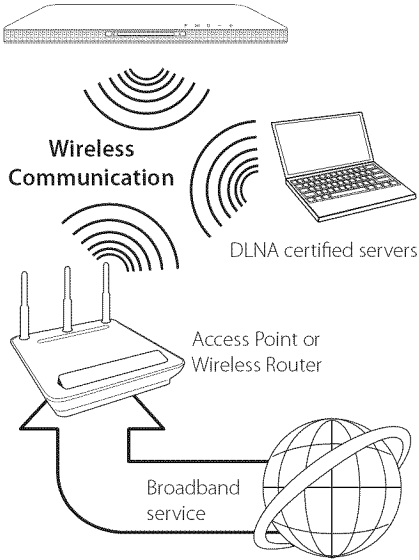 Wireless
Communication
DLNA certified servers
Access Point or
Wireless Router
Broadband
service